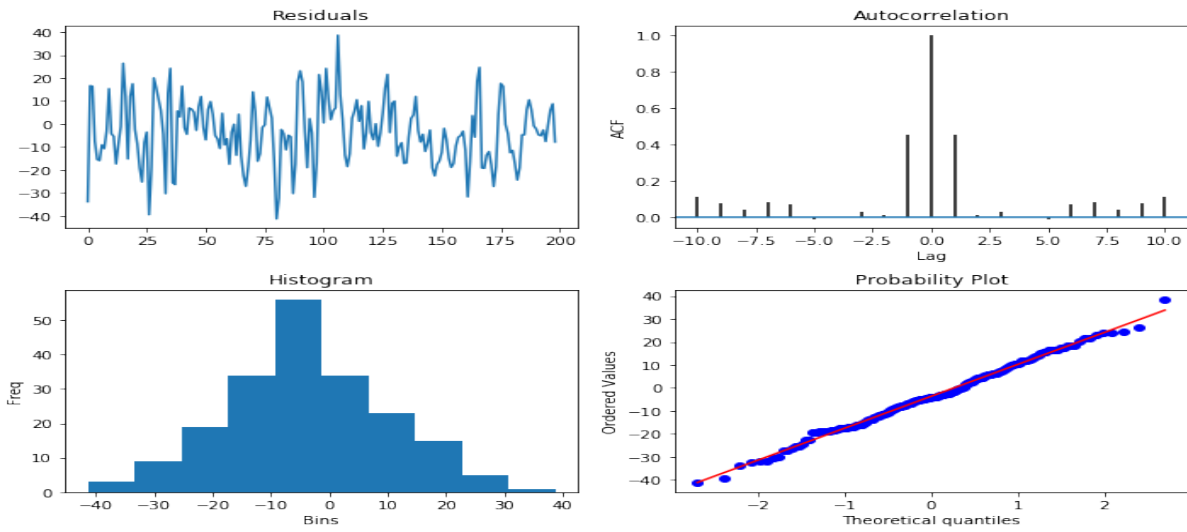 Residuals
40
30
20
10
0
−10
−20
−30
−40
0 25 50 75 100 125 150 175 200
Autocorrelation
1.0
0.8
0.6
0.4
0.2
0.0
ACF
−10.0 −7.5 −5.0 −2.5 0.0 2.5 5.0 7.5 10.0
Lag
Histogram
50
40
30
20
10
0
Freq
−40 −30 −20 −10 0 10 20 30 40
Bins
Probability Plot
40
30
20
10
0
−10
−20
−30
−40
Ordered Values
−2 −1 0 1 2
Theoretical quantiles